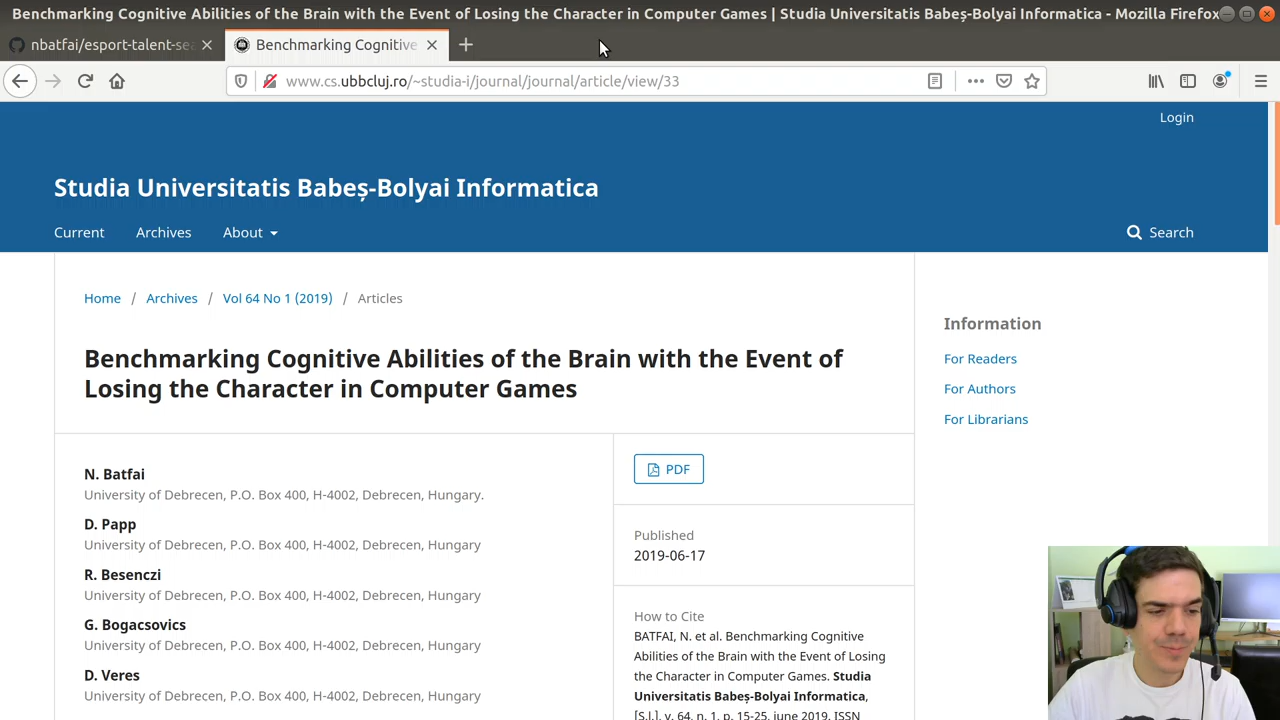 Benchmarking Cognitive Abilities of the Brain with the Event of Losing the Character in Computer Games | Studia Universitatis Babeș-Bolyai Informatica - Mozilla Firefox
nbatfai/esport-talent-sea
Benchmarking Cognitive
www.cs.ubbcluj.ro/~studia-i/journal/journal/article/view/33
Login
Studia Universitatis Babeș-Bolyai Informatica
Current
Archives
About
Search
Home / Archives / Vol 64 No 1 (2019) / Articles
Benchmarking Cognitive Abilities of the Brain with the Event of
Losing the Character in Computer Games
N. Batfai
University of Debrecen, P.O. Box 400, H-4002, Debrecen, Hungary.
D. Papp
University of Debrecen, P.O. Box 400, H-4002, Debrecen, Hungary
R. Besenczi
University of Debrecen, P.O. Box 400, H-4002, Debrecen, Hungary
G. Bogacsovics
University of Debrecen, P.O. Box 400, H-4002, Debrecen, Hungary
D. Veres
University of Debrecen, P.O. Box 400, H-4002, Debrecen, Hungary
PDF
Published
2019-06-17
How to Cite
BATFAI, N. et al. Benchmarking Cognitive
Abilities of the Brain with the Event of Losing
the Character in Computer Games. Studia
Universitatis Babeș-Bolyai Informatica,
[S.l.], v. 64, n. 1, p. 15-25, june 2019. ISSN
Information
For Readers
For Authors
For Librarians